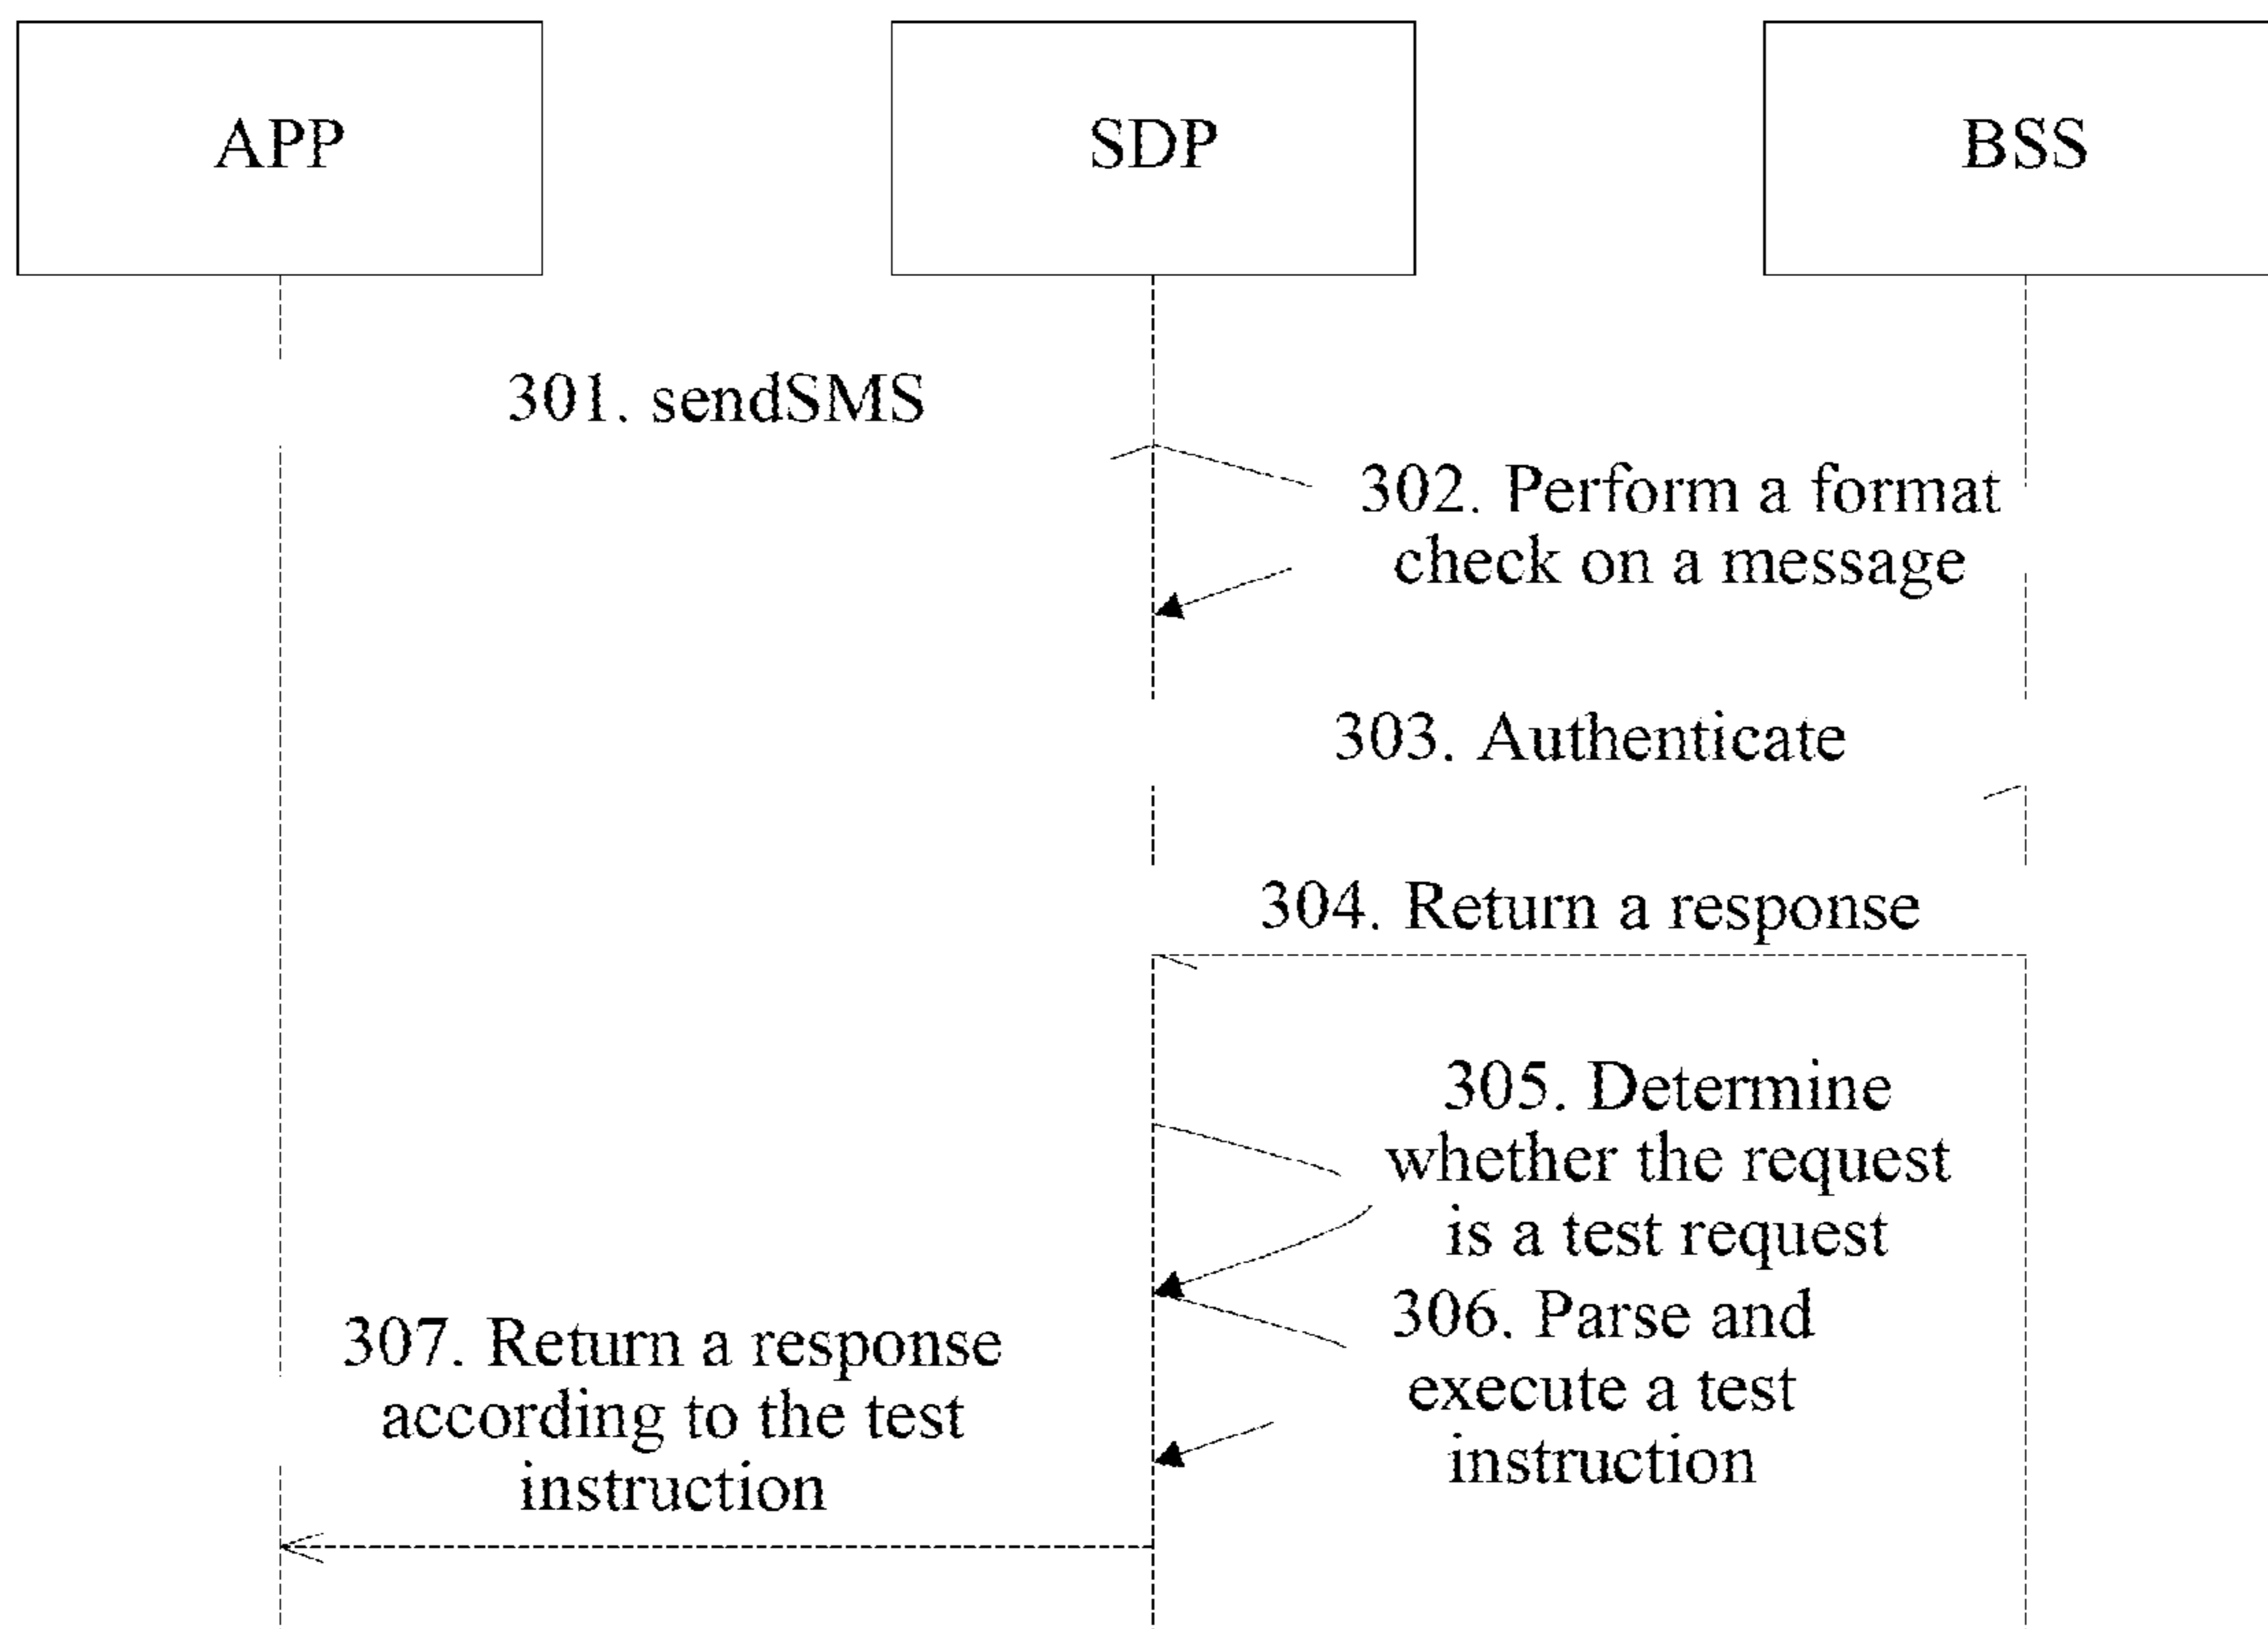 APP
SDP
BSS
301. sendSMS
302. Perform a format
check on a message
303. Authenticate
304. Return a response
305. Determine
whether the request
is a test request
306. Parse and
execute a test
instruction
307. Return a response
according to the test
instruction